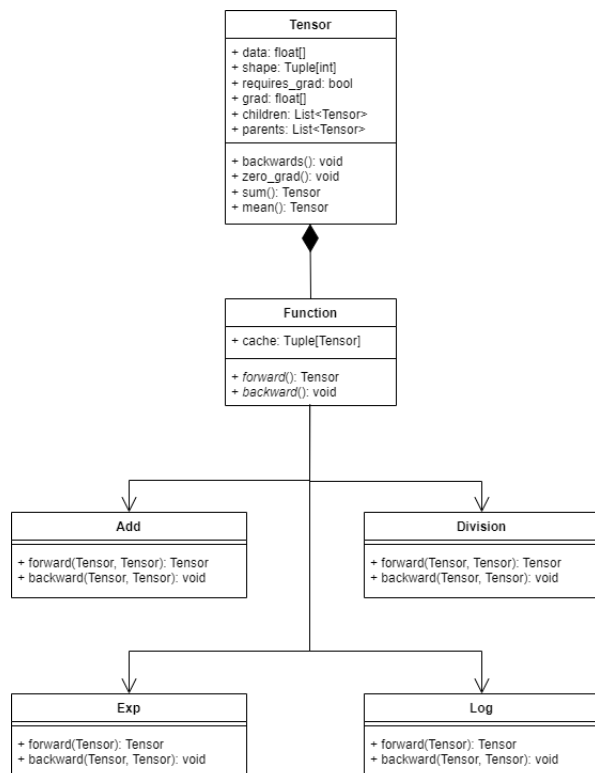 Tensor
+ data: float[]
+ shape: Tuple[int]
+ requires_grad: bool
+ grad: float[]
+ children: List<Tensor>
+ parents: List<Tensor>
+ backwards(): void
+ zero_grad(): void
+ sum(): Tensor
+ mean(): Tensor
Function
+ cache: Tuple[Tensor]
+ forward(): Tensor
+ backward(): void
Add
+ forward(Tensor, Tensor): Tensor
+ backward(Tensor, Tensor): void
Division
+ forward(Tensor, Tensor): Tensor
+ backward(Tensor, Tensor): void
Exp
+ forward(Tensor): Tensor
+ backward(Tensor, Tensor): void
Log
+ forward(Tensor): Tensor
+ backward(Tensor, Tensor): void